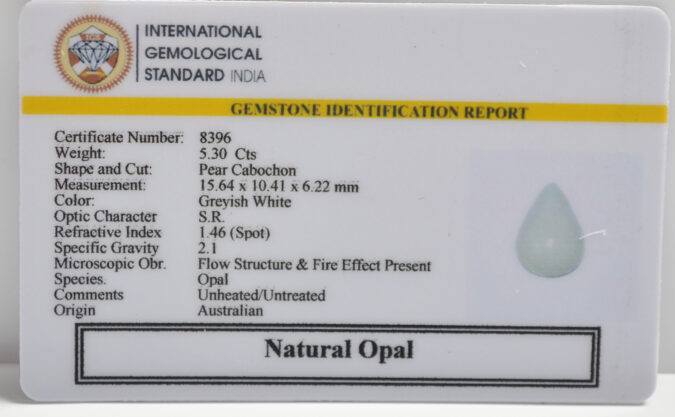 INTERNATIONAL
GEMOLOGICAL
STANDARD INDIA
GEMSTONE IDENTIFICATION REPORT
Certificate Number: 8396
Weight: 5.30 Cts
Shape and Cut: Pear Cabochon
Measurement: 15.64 x 10.41 x 6.22 mm
Color: Greyish White
Optic Character S.R.
Refractive Index 1.46 (Spot)
Specific Gravity 2.1
Microscopic Obr. Flow Structure & Fire Effect Present
Species. Opal
Comments Unheated/Untreated
Origin Australian
Natural Opal